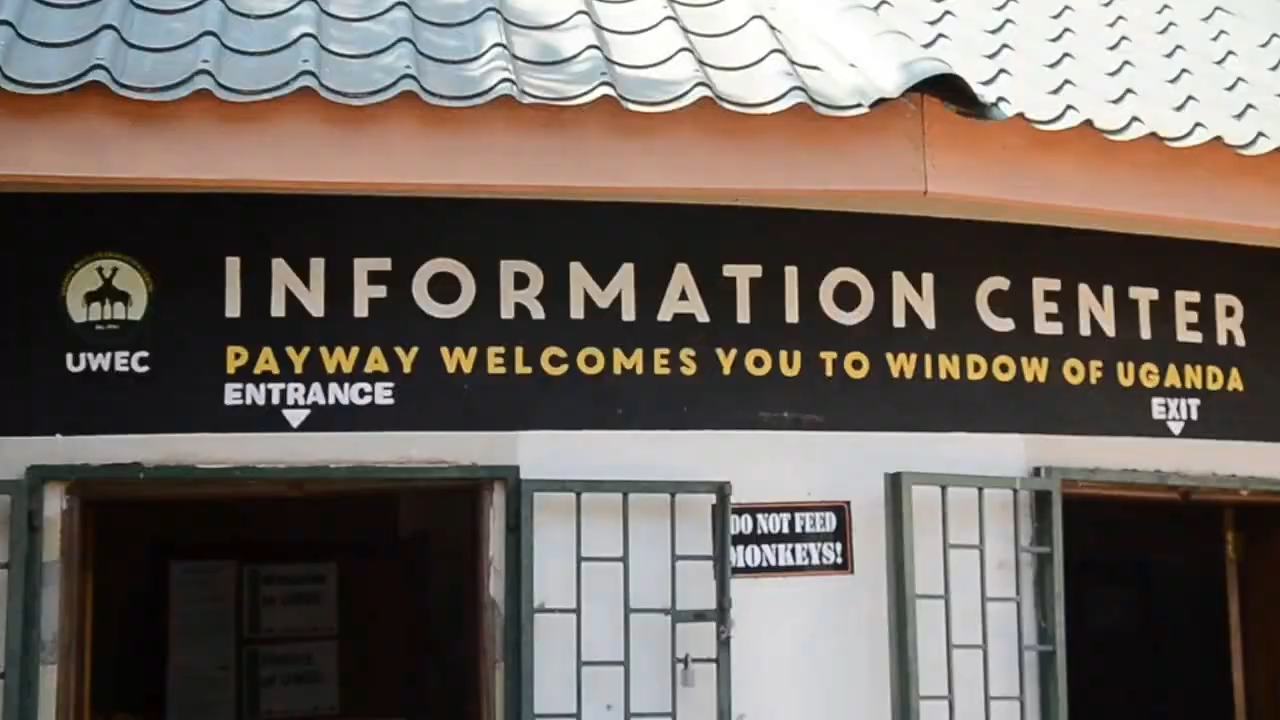 INFORMATION CENTER
UWEC
PAYWAY WELCOMES YOU TO WINDOW OF UGANDA
ENTRANCE
EXIT
DO NOT FEED
MONKEYS!